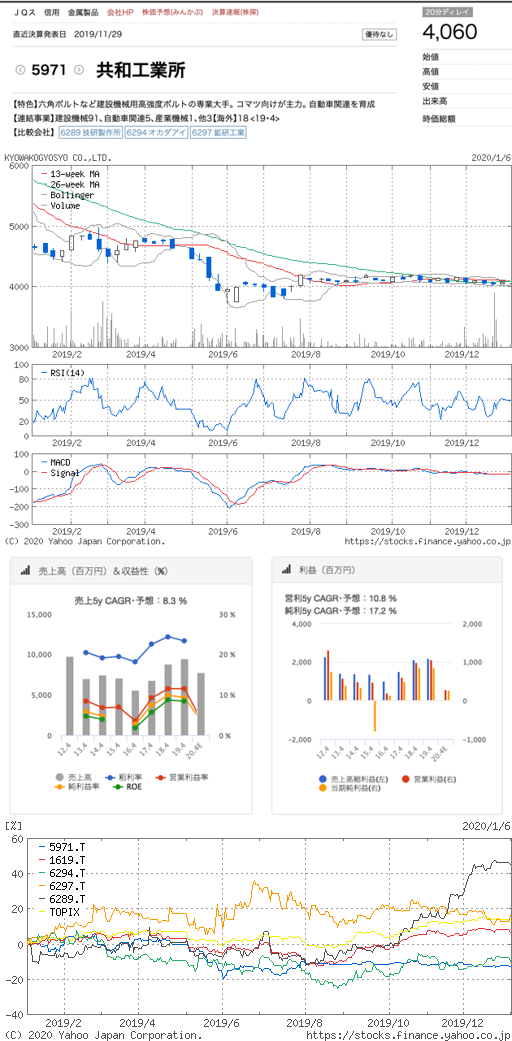 ＪＱス 信用 金属製品 会社HP 株価予想(みんかぶ) 決算速報(株探)
20分ディレイ
4,060
直近決算発表日 2019/11/29
優待なし
5971
共和工業所
始値
高値
安値
出来高
時価総額
【特色】六角ボルトなど建設機械用高強度ボルトの専業大手。コマツ向けが主力。自動車関連を育成
【連結事業】建設機械91、自動車関連5、産業機械1、他3【海外】18 <19・4>
【比較会社】 6289 技研製作所 6294 オカダアイ 6297 鉱研工業
KYOWAKOGYOSYO CO.,LTD. 2020/1/6
6000
5000
4000
3000
13-week MA
26-week MA
Bollinger
Volume
2019/2 2019/4 2019/6 2019/8 2019/10 2019/12
100
50
0
RSI(14)
2019/2 2019/4 2019/6 2019/8 2019/10 2019/12
100
0
-100
-200
-300
MACD
Signal
2019/2 2019/4 2019/6 2019/8 2019/10 2019/12
(C) 2020 Yahoo Japan Corporation. https://stocks.finance.yahoo.co.jp
売上高（百万円）＆収益性（%）
売上5y CAGR・予想：8.3 %
15,000
10,000
5,000
0
30 %
20 %
10 %
0 %
12.4 13.4 14.4 15.4 16.4 17.4 18.4 19.4 20.4E
売上高 粗利率 営業利益率
純利益率 ROE
利益（百万円）
営利5y CAGR・予想：10.8 %
純利5y CAGR・予想：17.2 %
4,000
2,000
0
−2,000
2,000
1,000
0
−1,000
12.4 13.4 14.4 15.4 16.4 17.4 18.4 19.4 20.4E
売上高総利益(左) 営業利益(右)
当期純利益(右)
[%] 2020/1/6
60
40
20
0
-20
-40
5971.T
1619.T
6294.T
6297.T
6289.T
TOPIX
2019/2 2019/4 2019/6 2019/8 2019/10 2019/12
(C) 2020 Yahoo Japan Corporation. https://stocks.finance.yahoo.co.jp